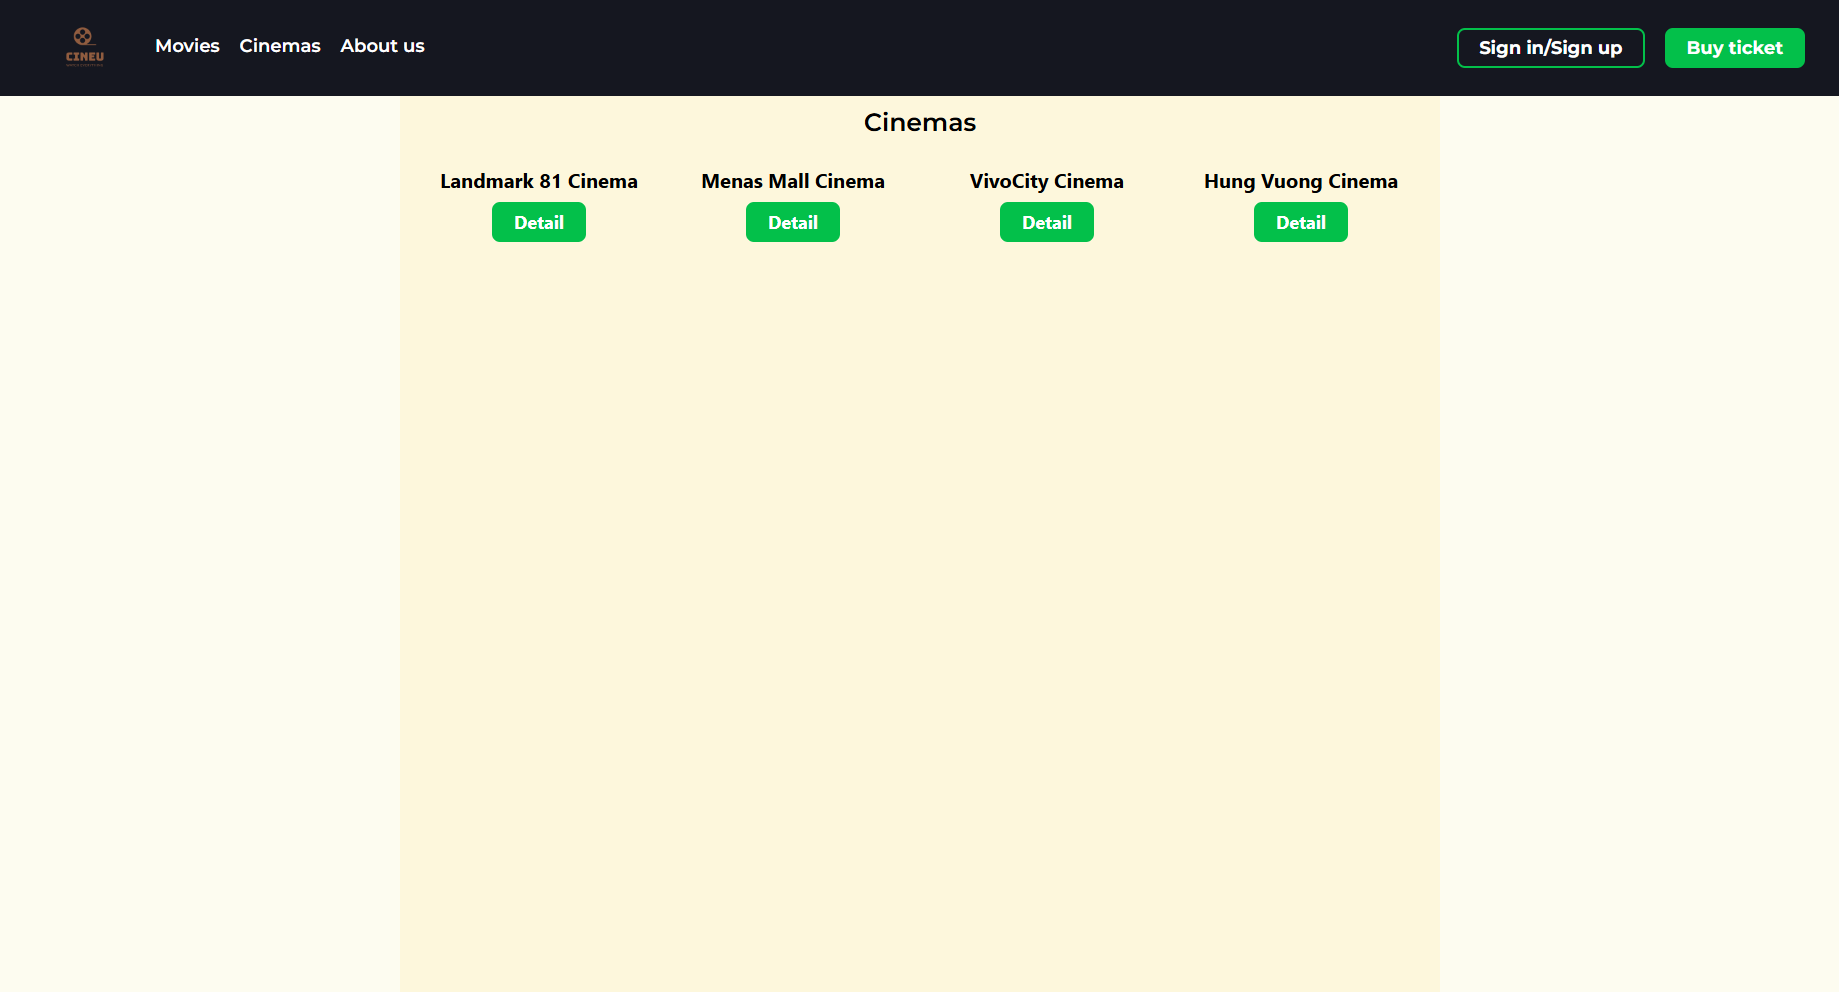 CINEU
Movies Cinemas About us
Sign in/Sign up Buy ticket
Cinemas
Landmark 81 Cinema Menas Mall Cinema VivoCity Cinema Hung Vuong Cinema
Detail Detail Detail Detail